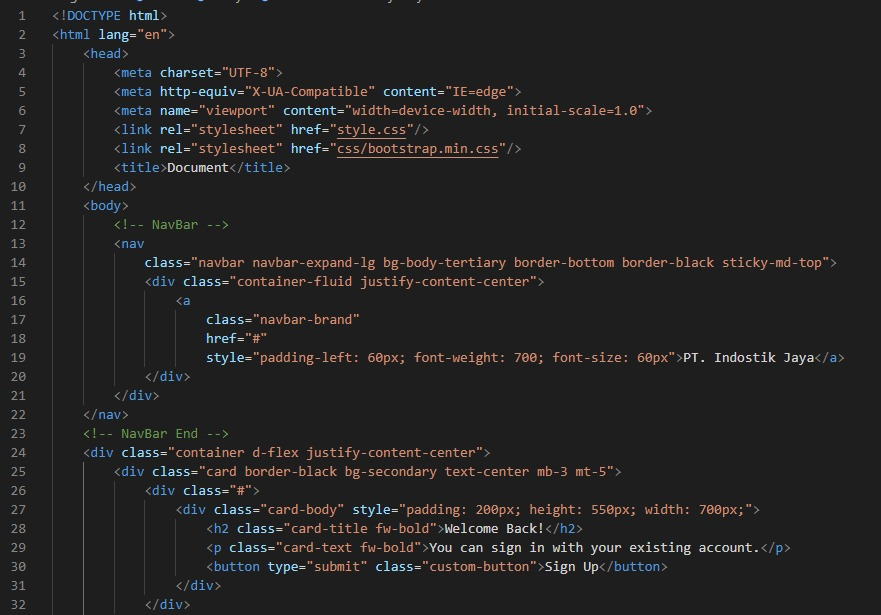 1 <!DOCTYPE html>
2 <html lang="en">
3     <head>
4         <meta charset="UTF-8">
5         <meta http-equiv="X-UA-Compatible" content="IE=edge">
6         <meta name="viewport" content="width=device-width, initial-scale=1.0">
7         <link rel="stylesheet" href="style.css"/>
8         <link rel="stylesheet" href="css/bootstrap.min.css"/>
9         <title>Document</title>
10     </head>
11     <body>
12         <!-- NavBar -->
13         <nav
14             class="navbar navbar-expand-lg bg-body-tertiary border-bottom border-black sticky-md-top">
15             <div class="container-fluid justify-content-center">
16                 <a
17                     class="navbar-brand"
18                     href="#"
19                     style="padding-left: 60px; font-weight: 700; font-size: 60px">PT. Indostik Jaya</a>
20             </div>
21         </div>
22     </nav>
23     <!-- NavBar End -->
24     <div class="container d-flex justify-content-center">
25         <div class="card border-black bg-secondary text-center mb-3 mt-5">
26             <div class="#">
27                 <div class="card-body" style="padding: 200px; height: 550px; width: 700px;">
28                     <h2 class="card-title fw-bold">Welcome Back!</h2>
29                     <p class="card-text fw-bold">You can sign in with your existing account.</p>
30                     <button type="submit" class="custom-button">Sign Up</button>
31                 </div>
32             </div>